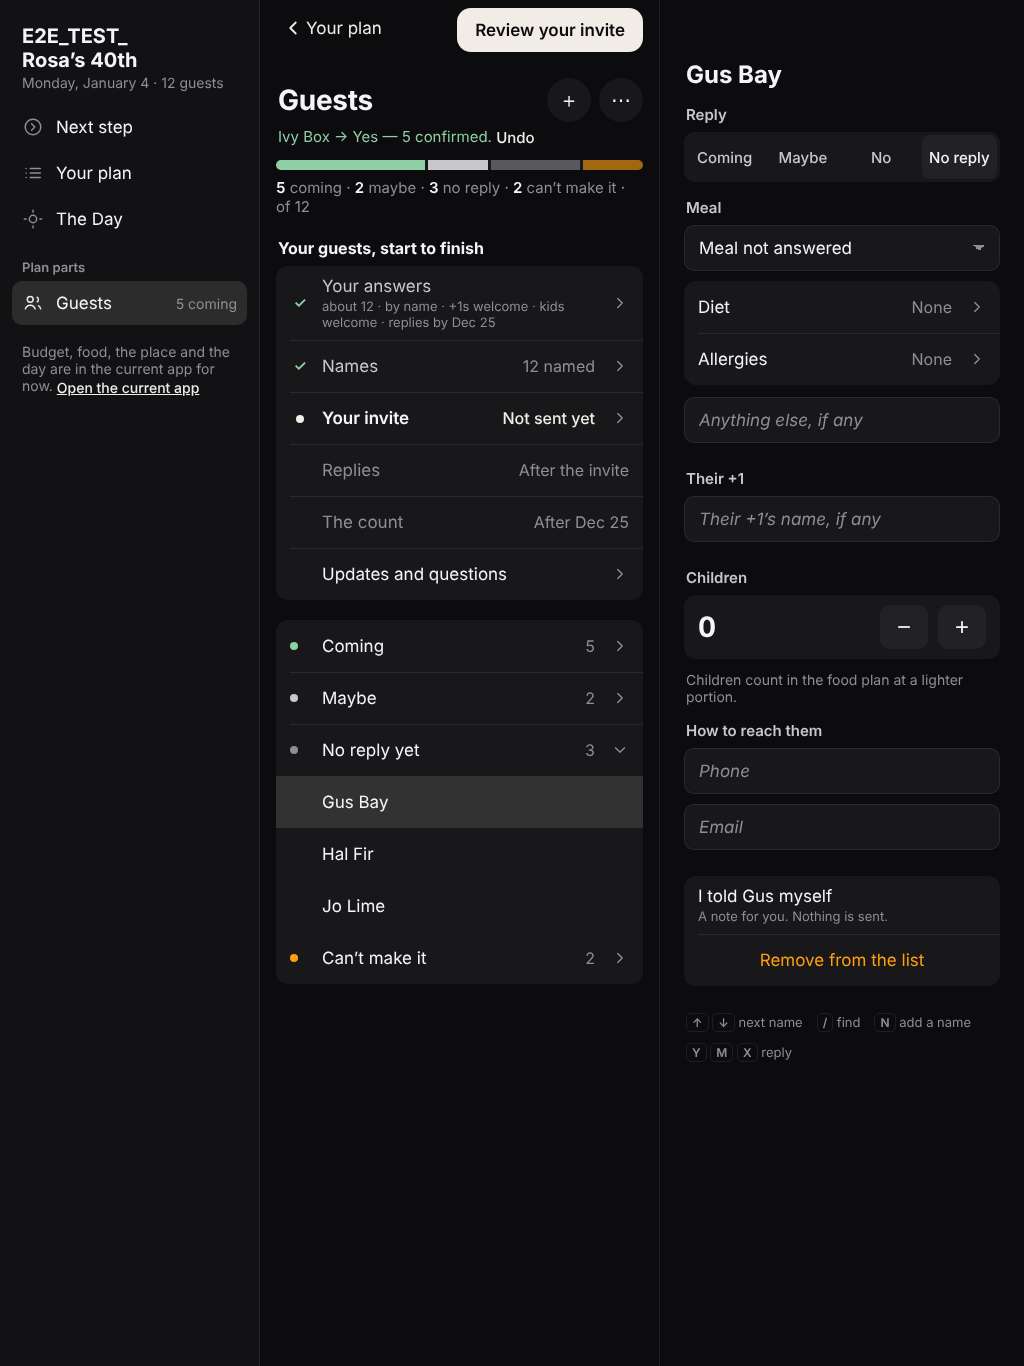 E2E_TEST_
Rosa’s 40th
Monday, January 4 · 12 guests
Next step
Your plan
The Day
Plan parts
Guests 5 coming
Budget, food, the place and the
day are in the current app for
now. Open the current app
Your plan
Review your invite
Guests
+ ···
Ivy Box → Yes — 5 confirmed. Undo
5 coming · 2 maybe · 3 no reply · 2 can’t make it ·
of 12
Your guests, start to finish
Your answers
about 12 · by name · +1s welcome · kids
welcome · replies by Dec 25
Names 12 named
Your invite Not sent yet
Replies After the invite
The count After Dec 25
Updates and questions
Coming 5
Maybe 2
No reply yet 3
Gus Bay
Hal Fir
Jo Lime
Can’t make it 2
Gus Bay
Reply
Coming Maybe No No reply
Meal
Meal not answered
Diet None
Allergies None
Anything else, if any
Their +1
Their +1’s name, if any
Children
0 − +
Children count in the food plan at a lighter
portion.
How to reach them
Phone
Email
I told Gus myself
A note for you. Nothing is sent.
Remove from the list
↑ ↓ next name / find N add a name
Y M X reply